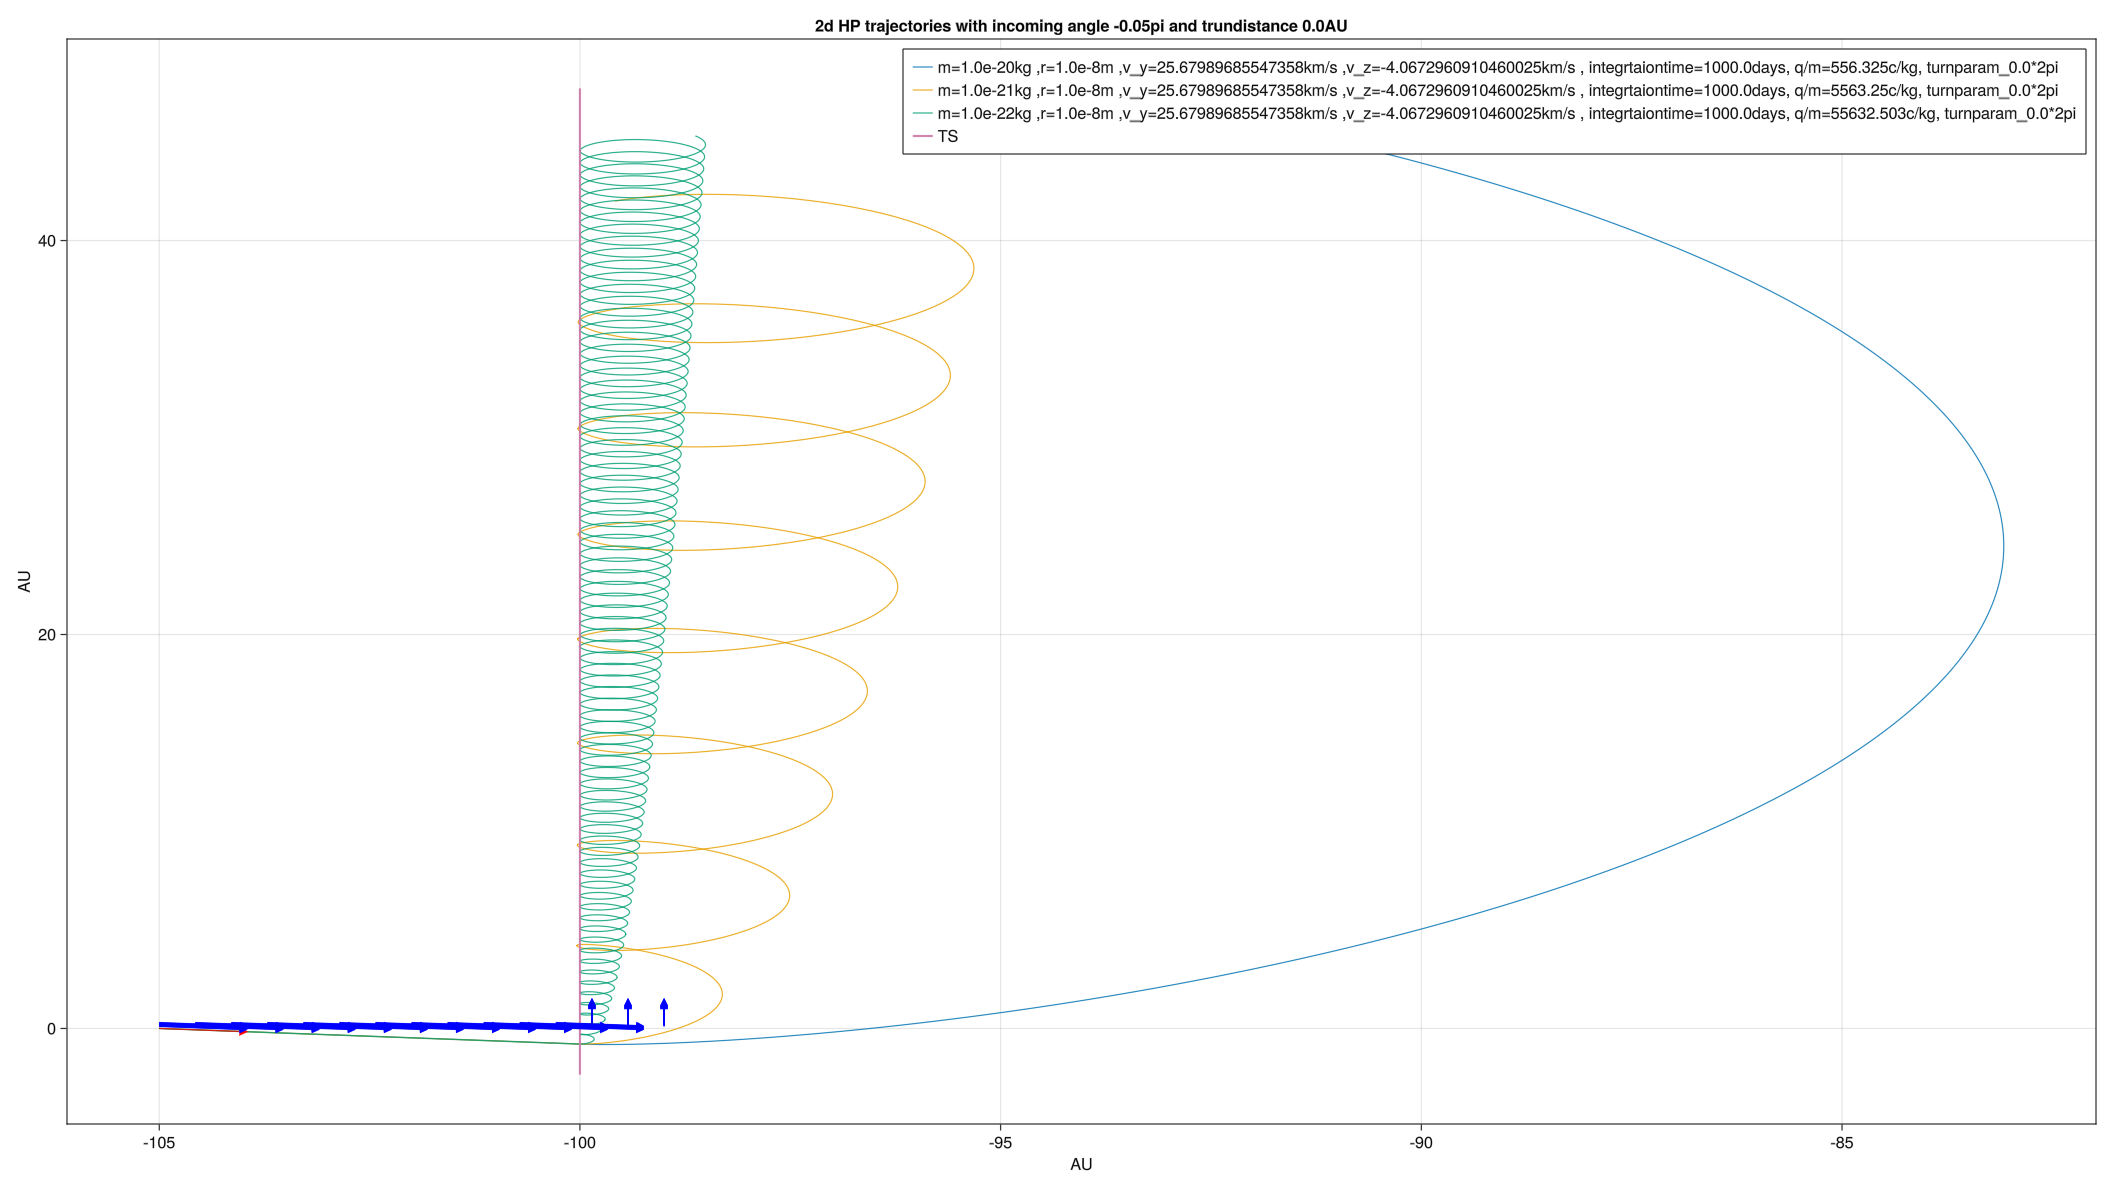 2d HP trajectories with incoming angle -0.05pi and trundistance 0.0AU
m=1.0e-20kg ,r=1.0e-8m ,v_y=25.67989685547358km/s ,v_z=-4.0672960910460025km/s , integrtaiontime=1000.0days, q/m=556.325c/kg, turnparam_0.0*2pi
m=1.0e-21kg ,r=1.0e-8m ,v_y=25.67989685547358km/s ,v_z=-4.0672960910460025km/s , integrtaiontime=1000.0days, q/m=5563.25c/kg, turnparam_0.0*2pi
m=1.0e-22kg ,r=1.0e-8m ,v_y=25.67989685547358km/s ,v_z=-4.0672960910460025km/s , integrtaiontime=1000.0days, q/m=55632.503c/kg, turnparam_0.0*2pi
TS
40
20
0
AU
-105
-100
-95
-90
-85
AU